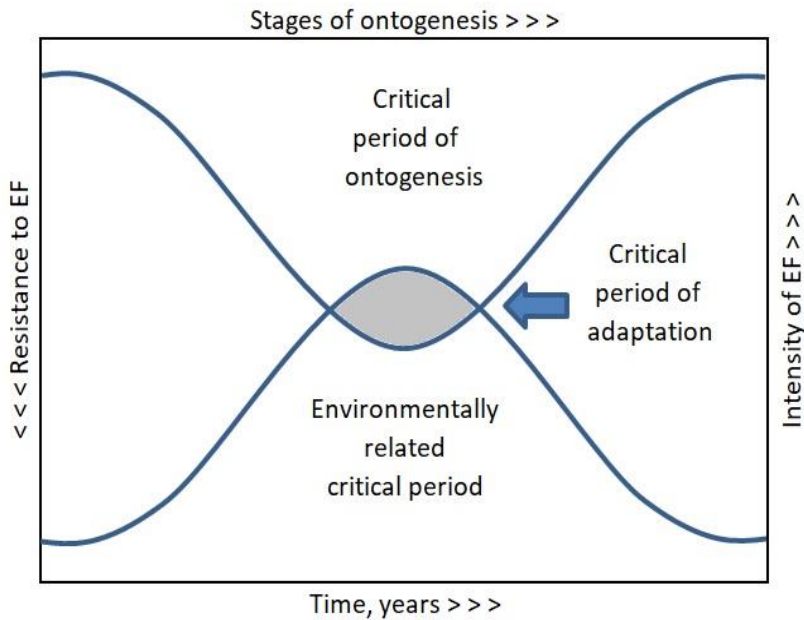 Stages of ontogenesis > > >
Critical
period of
ontogenesis
< < < Resistance to EF
Critical
period of
adaptation
Intensity of EF > > >
Environmentally
related
critical period
Time, years > > >